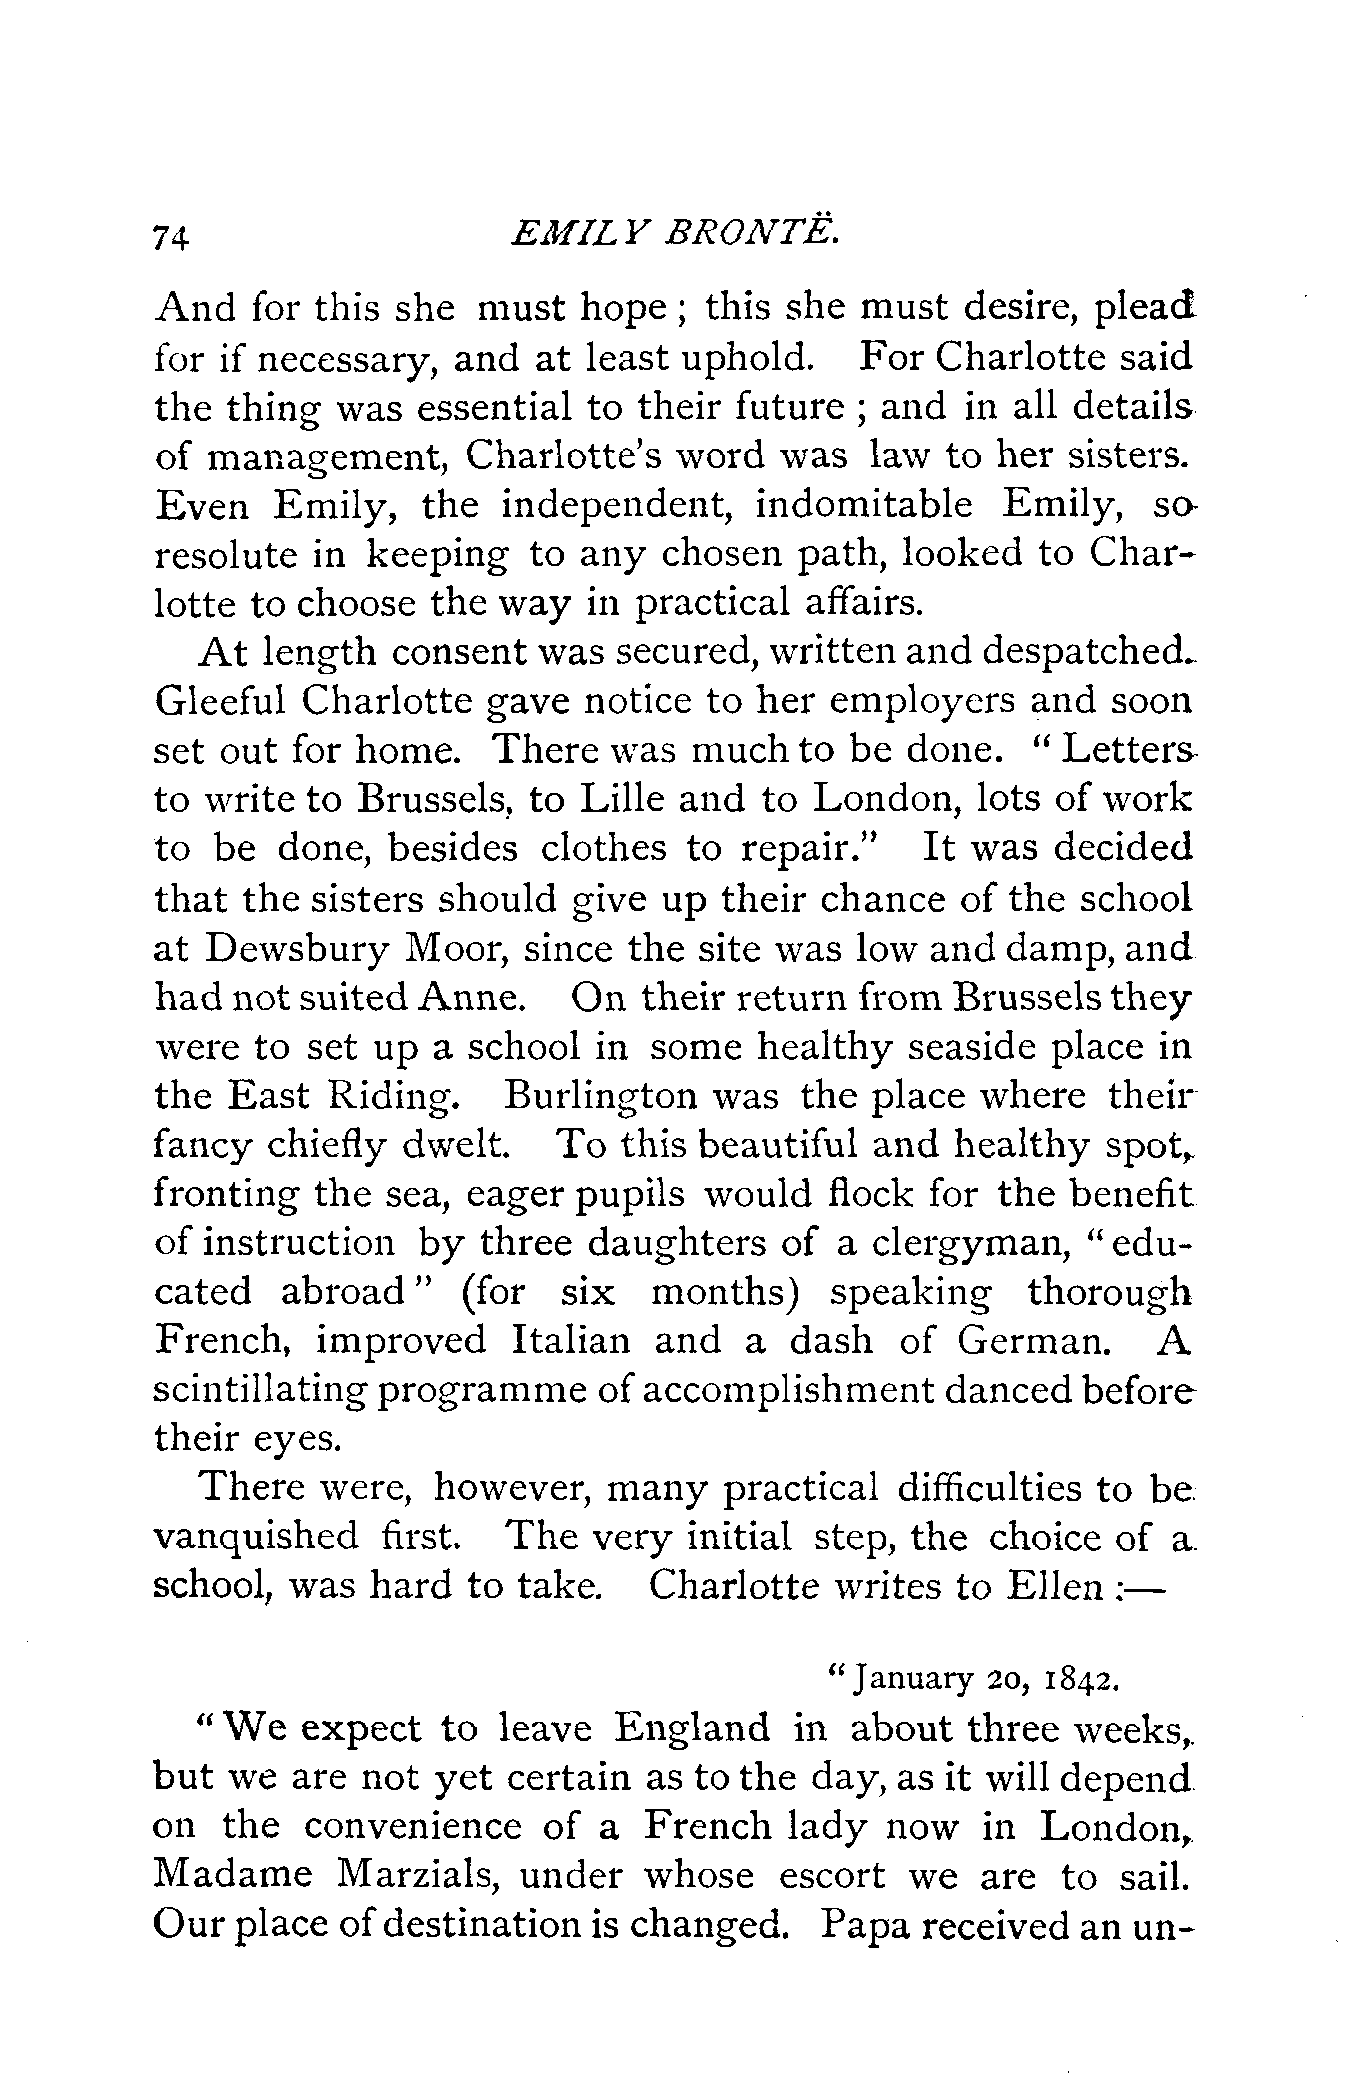 74 EMILY BRONTË.
And for this she must hope ; this she must desire, plead
for if necessary, and at least uphold. For Charlotte said
the thing was essential to their future ; and in all details
of management, Charlotte's word was law to her sisters.
Even Emily, the independent, indomitable Emily, so
resolute in keeping to any chosen path, looked to Char-
lotte to choose the way in practical affairs.
At length consent was secured, written and despatched.
Gleeful Charlotte gave notice to her employers and soon
set out for home. There was much to be done. " Letters
to write to Brussels, to Lille and to London, lots of work
to be done, besides clothes to repair." It was decided
that the sisters should give up their chance of the school
at Dewsbury Moor, since the site was low and damp, and
had not suited Anne. On their return from Brussels they
were to set up a school in some healthy seaside place in
the East Riding. Burlington was the place where their
fancy chiefly dwelt. To this beautiful and healthy spot,
fronting the sea, eager pupils would flock for the benefit
of instruction by three daughters of a clergyman, " edu-
cated abroad " (for six months) speaking thorough
French, improved Italian and a dash of German. A
scintillating programme of accomplishment danced before
their eyes.
There were, however, many practical difficulties to be
vanquished first. The very initial step, the choice of a
school, was hard to take. Charlotte writes to Ellen :—
" January 20, 1842.
" We expect to leave England in about three weeks,
but we are not yet certain as to the day, as it will depend
on the convenience of a French lady now in London,
Madame Marzials, under whose escort we are to sail.
Our place of destination is changed. Papa received an un-